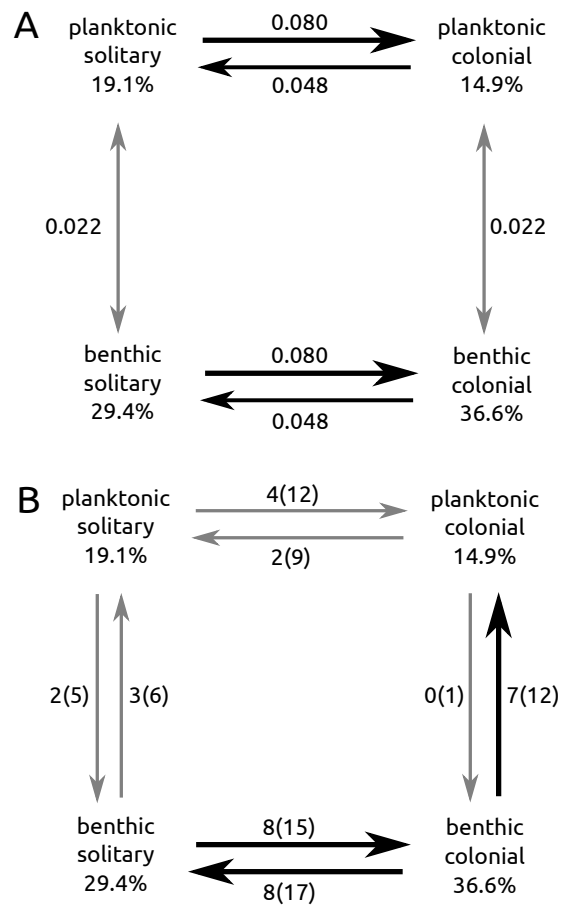 A
planktonic
solitary
19.1%
0.080
0.048
planktonic
colonial
14.9%
0.022
0.022
benthic
solitary
29.4%
0.080
0.048
benthic
colonial
36.6%
B
planktonic
solitary
19.1%
4(12)
2(9)
planktonic
colonial
14.9%
2(5)
3(6)
0(1)
7(12)
benthic
solitary
29.4%
8(15)
8(17)
benthic
colonial
36.6%